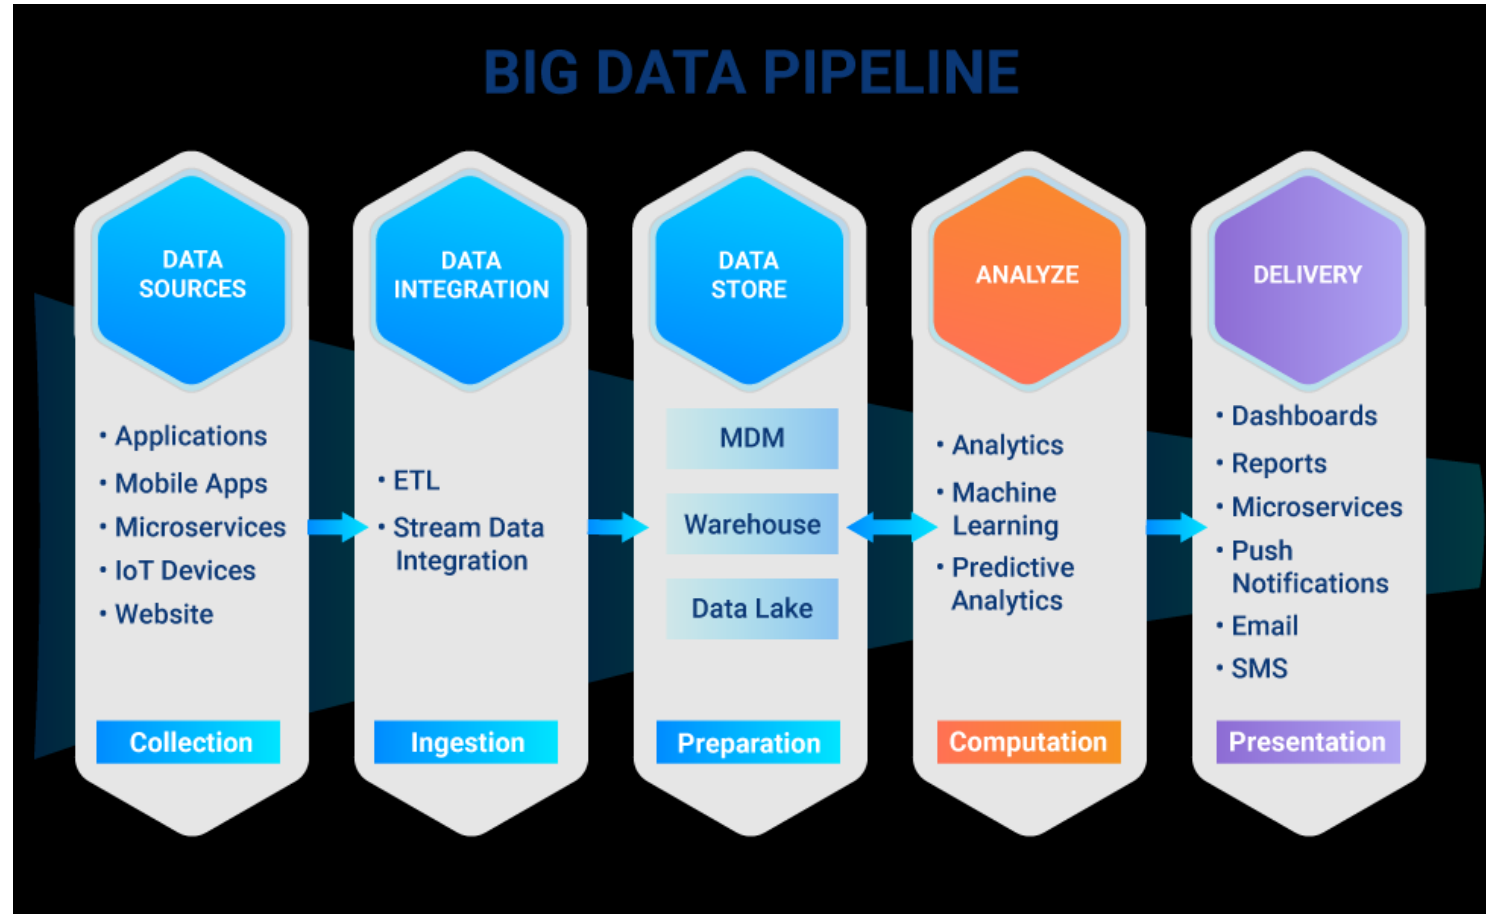 BIG DATA PIPELINE
DATA
SOURCES
• Applications
• Mobile Apps
• Microservices
• IoT Devices
• Website
Collection
DATA
INTEGRATION
• ETL
• Stream Data
Integration
Ingestion
DATA
STORE
MDM
Warehouse
Data Lake
Preparation
ANALYZE
• Analytics
• Machine
Learning
• Predictive
Analytics
Computation
DELIVERY
• Dashboards
• Reports
• Microservices
• Push
Notifications
• Email
• SMS
Presentation